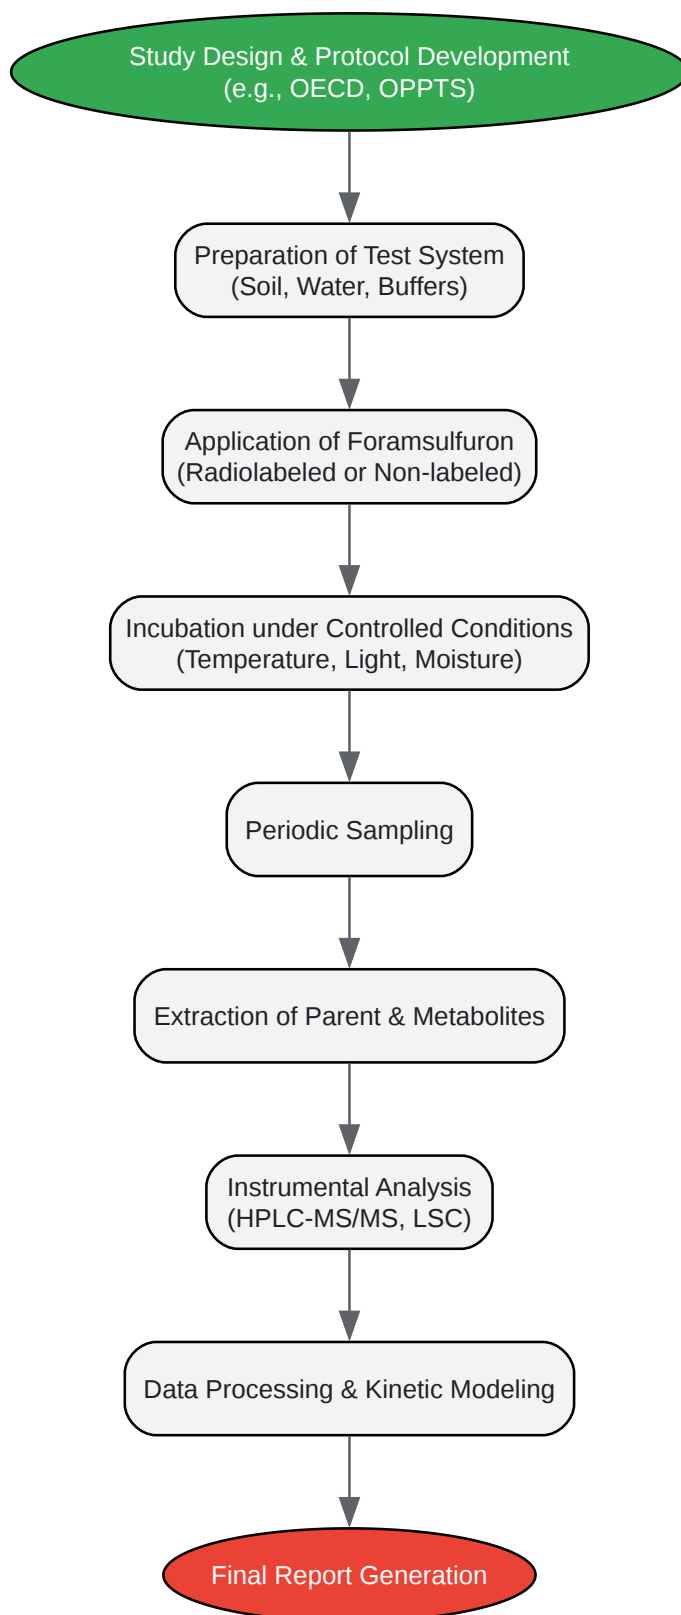 Study Design & Protocol Development
(e.g., OECD, OPPTS)
Preparation of Test System
(Soil, Water, Buffers)
Application of Foramsulfuron
(Radiolabeled or Non-labeled)
Incubation under Controlled Conditions
(Temperature, Light, Moisture)
Periodic Sampling
Extraction of Parent & Metabolites
Instrumental Analysis
(HPLC-MS/MS, LSC)
Data Processing & Kinetic Modeling
Final Report Generation